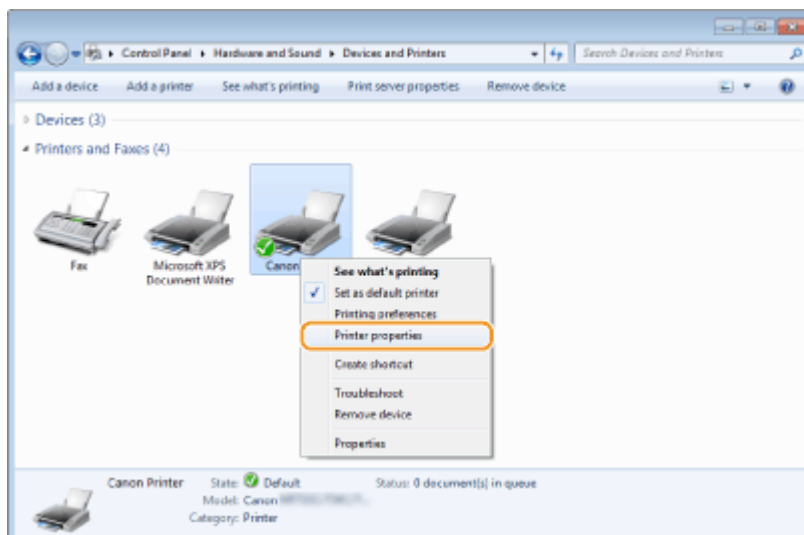 Control Panel ▸ Hardware and Sound ▸ Devices and Printers
Search Devices and Printers
Add a device Add a printer See what's printing Print server properties Remove device
Devices (3)
Printers and Faxes (4)
Fax
Microsoft XPS
Document Writer
Canon
See what's printing
Set as default printer
Printing preferences
Printer properties
Create shortcut
Troubleshoot
Remove device
Properties
Canon Printer State: Default Status: 0 document(s) in queue
Model: Canon
Category: Printer